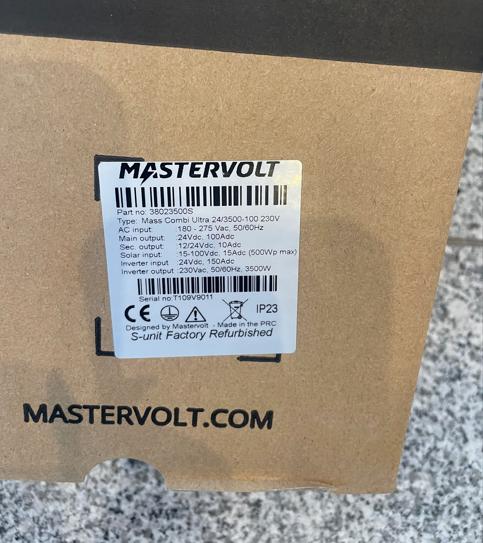 MASTERVOLT
Part no: 38023500S
Type: Mass Combi Ultra 24/3500-100 230V
AC input :180 - 275 Vac, 50/60Hz
Main output :24Vdc, 100Adc
Sec. output :12/24Vdc, 10Adc
Solar input :15-100Vdc, 15Adc (500Wp max)
Inverter input :24Vdc, 150Adc
Inverter output :230Vac, 50/60Hz, 3500W
Serial no:T109V9011
CE IP23
Designed by Mastervolt - Made in the PRC
S-unit Factory Refurbished
MASTERVOLT.COM